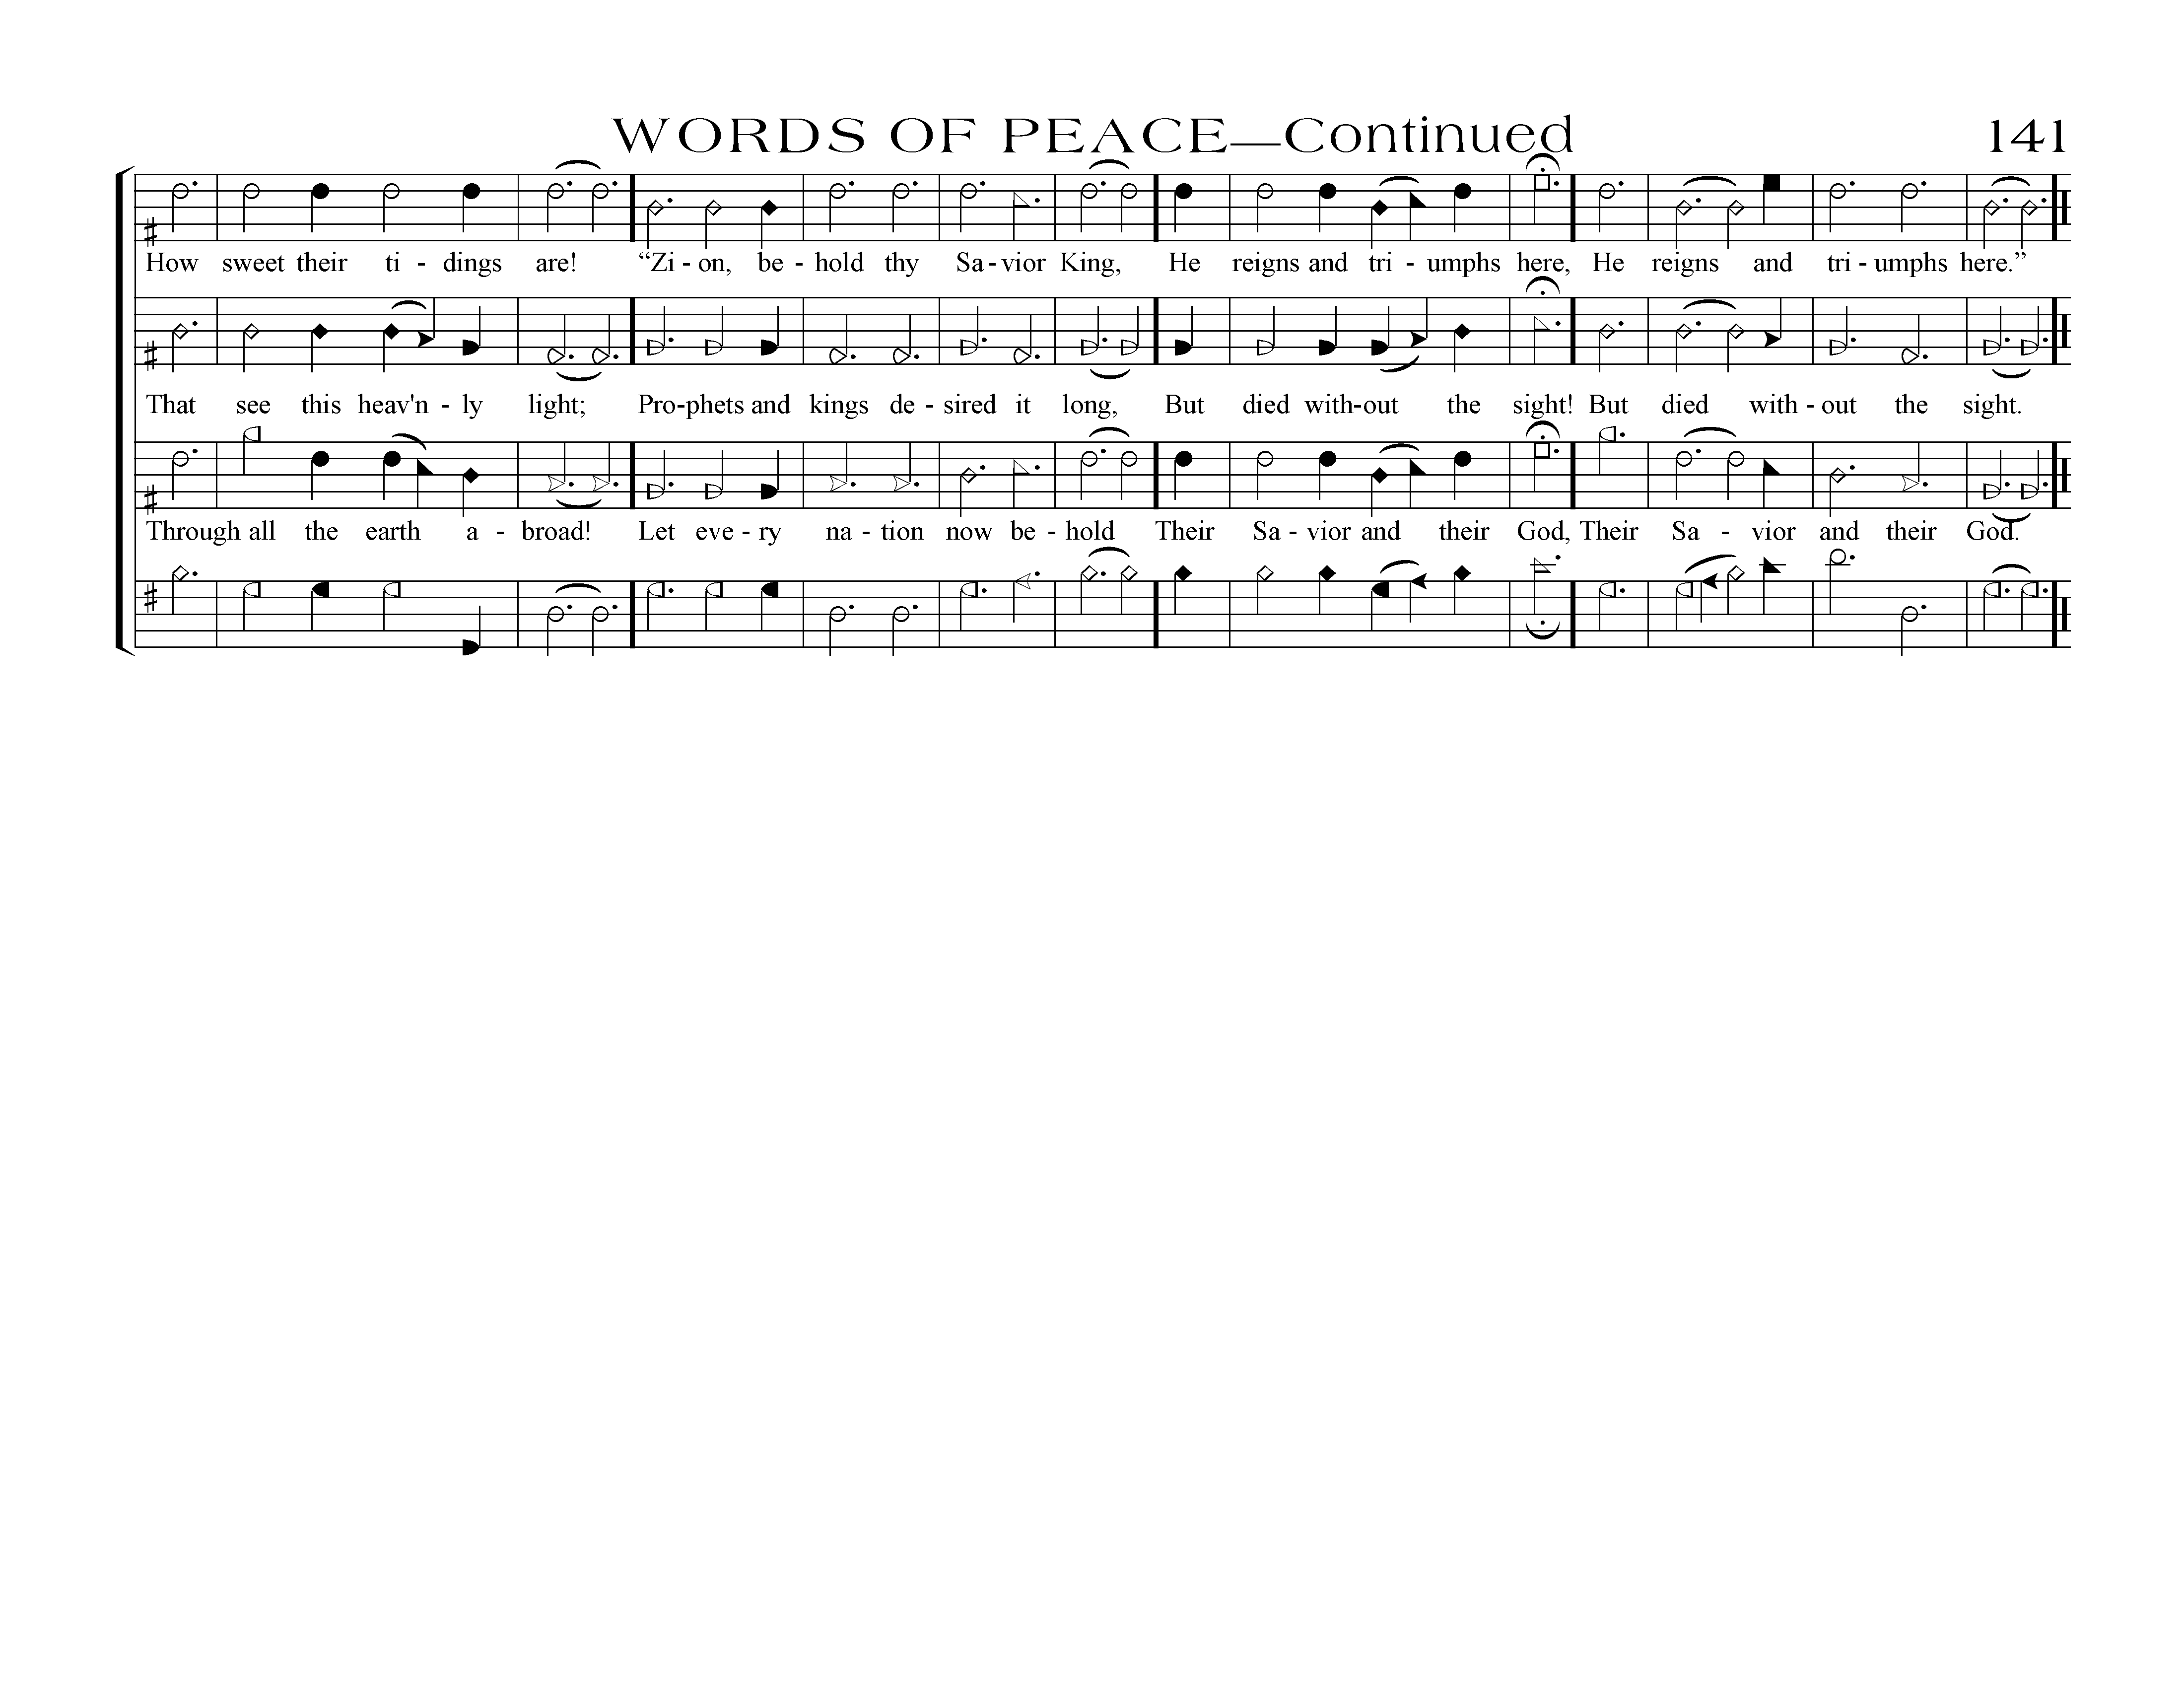 WORDS OF PEACE—Continued 141
How sweet their ti - dings are! “Zi - on, be - hold thy Sa - vior King, He reigns and tri - umphs here, He reigns and tri - umphs here.”
That see this heav'n - ly light; Pro-phets and kings de - sired it long, But died with-out the sight! But died with - out the sight.
Through all the earth a - broad! Let eve - ry na - tion now be - hold Their Sa - vior and their God, Their Sa - vior and their God.